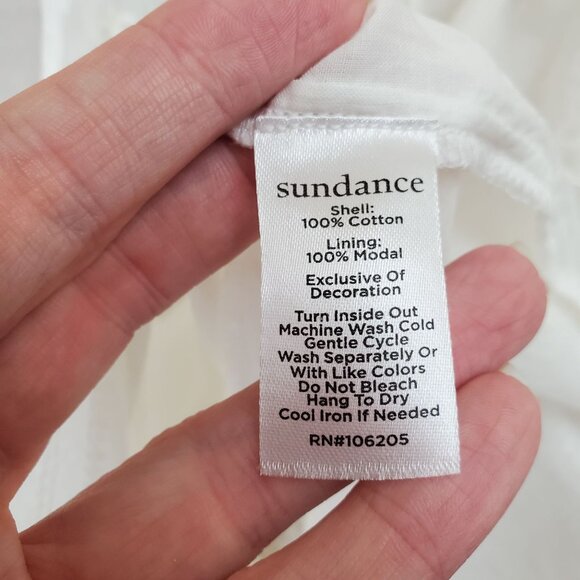 sundance
Shell:
100% Cotton
Lining:
100% Modal
Exclusive Of
Decoration
Turn Inside Out
Machine Wash Cold
Gentle Cycle
Wash Separately Or
With Like Colors
Do Not Bleach
Hang To Dry
Cool Iron If Needed
RN#106205